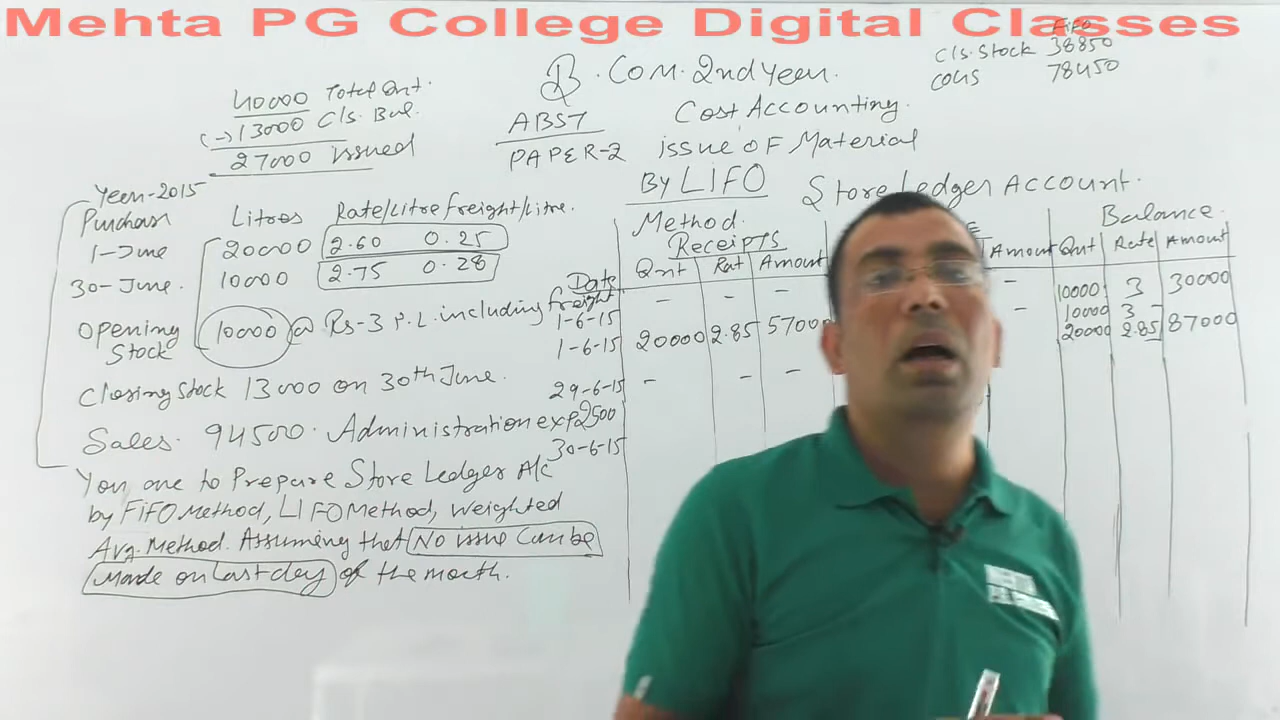 Mehta PG College Digital Classes
FiFo
Cls.Stock 38850
COGS 78450
B.Com. 2nd Year.
40000 Total Qnt.
(-) 13000 Cls. Bal.
27000 issued
ABST
PAPER-2
Cost Accounting.
issue OF Material
By LIFO
Method.
Store Ledger Account.
Year-2015
Purchase Litres Rate/Litre freight/Litre.
1-June 20000 2.60 0.25
30-June. 10000 2.75 0.28
Opening Stock 10000 @ Rs-3 P.L. including freight
Closing Stock 13000 on 30th June.
Sales. 94500. Administration exp 2500
You are to Prepare Store Ledger A/c
by FiFO Method, LIFO Method, Weighted
Avg. Method. Assuming that No issue Can be
Made on Last day of the month.
Receipts Balance.
Date Qnt Rat Amount Amount Qnt Rate Amount
1-6-15 - - - - 10000 3 30000
1-6-15 20000 2.85 57000 - 10000 3
20000 2.85 87000
29-6-15 - - -
30-6-15